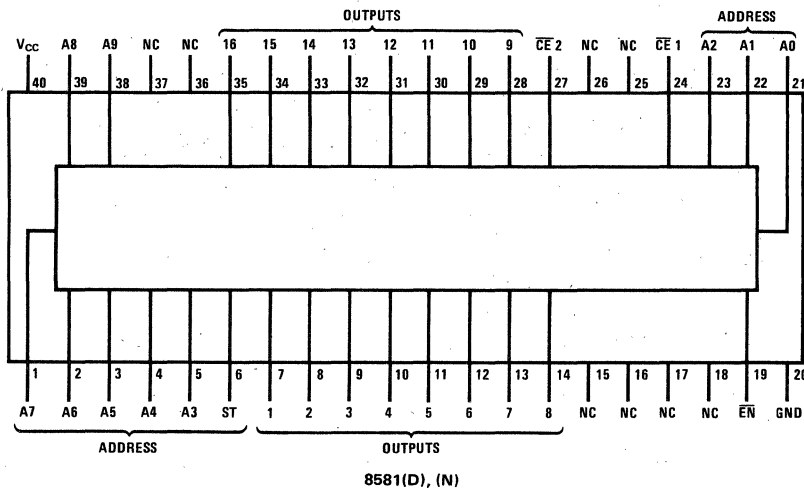 OUTPUTS
ADDRESS
VCC A8 A9 NC NC 16 15 14 13 12 11 10 9 CE 2 NC NC CE 1 A2 A1 A0
40 39 38 37 36 35 34 33 32 31 30 29 28 27 26 25 24 23 22 21
1 2 3 4 5 6 7 8 9 10 11 12 13 14 15 16 17 18 19 20
A7 A6 A5 A4 A3 ST 1 2 3 4 5 6 7 8 NC NC NC NC EN GND
ADDRESS
OUTPUTS
8581(D), (N)